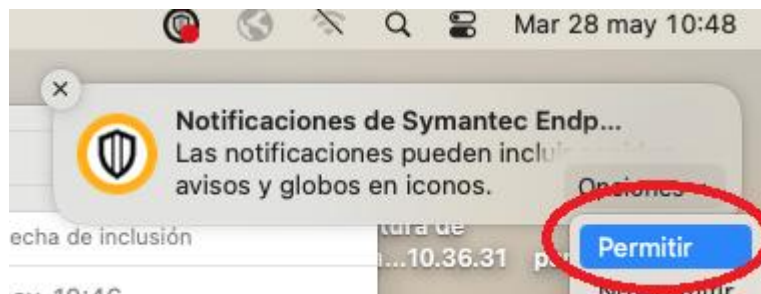 Mar 28 may 10:48
Notificaciones de Symantec Endp...
Las notificaciones pueden
avisos y globos en iconos.
Opciones
echa de inclusión
...10.36.31
Permitir